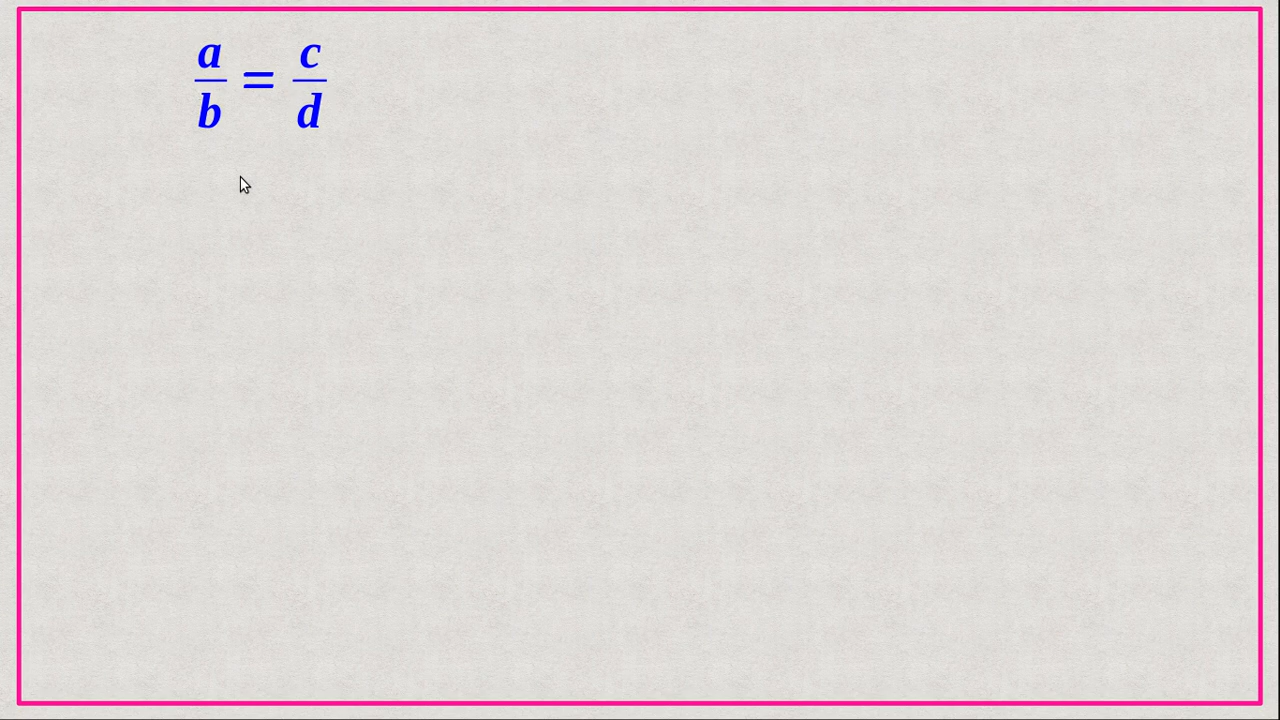 a/b = c/d